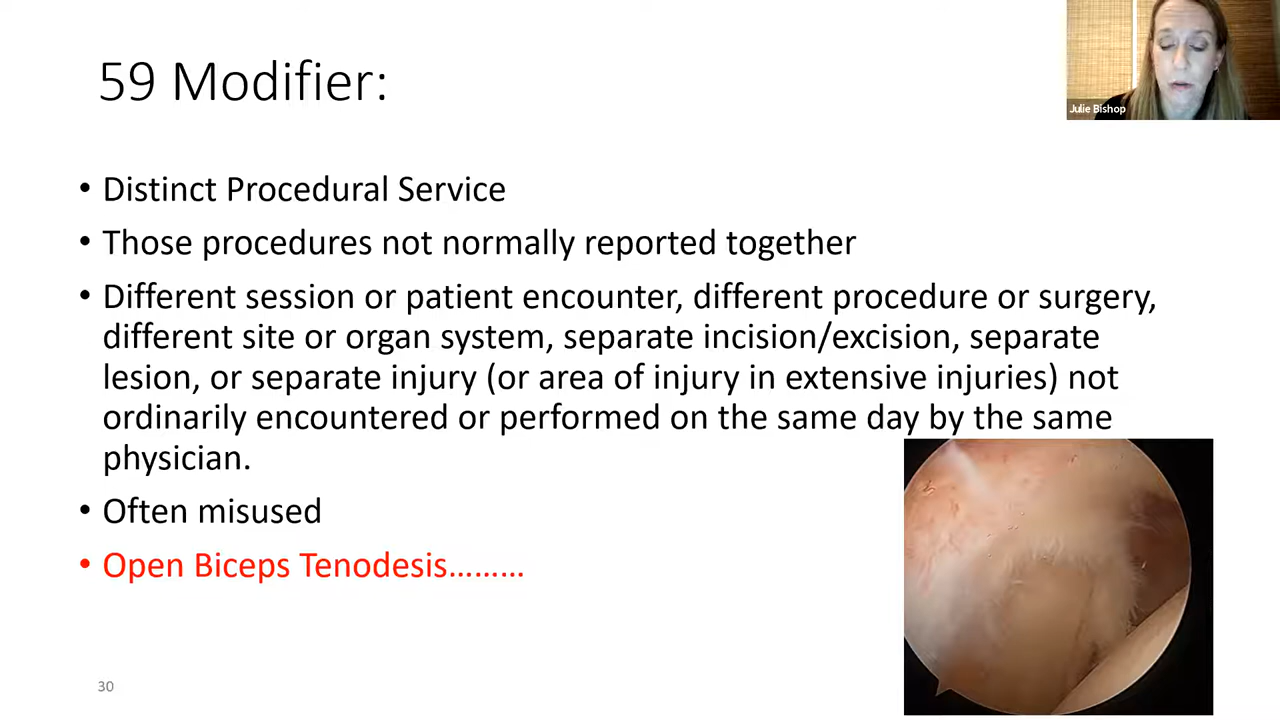 59 Modifier:
Julie Bishop
• Distinct Procedural Service
• Those procedures not normally reported together
• Different session or patient encounter, different procedure or surgery,
different site or organ system, separate incision/excision, separate
lesion, or separate injury (or area of injury in extensive injuries) not
ordinarily encountered or performed on the same day by the same
physician.
• Often misused
• Open Biceps Tenodesis………
30